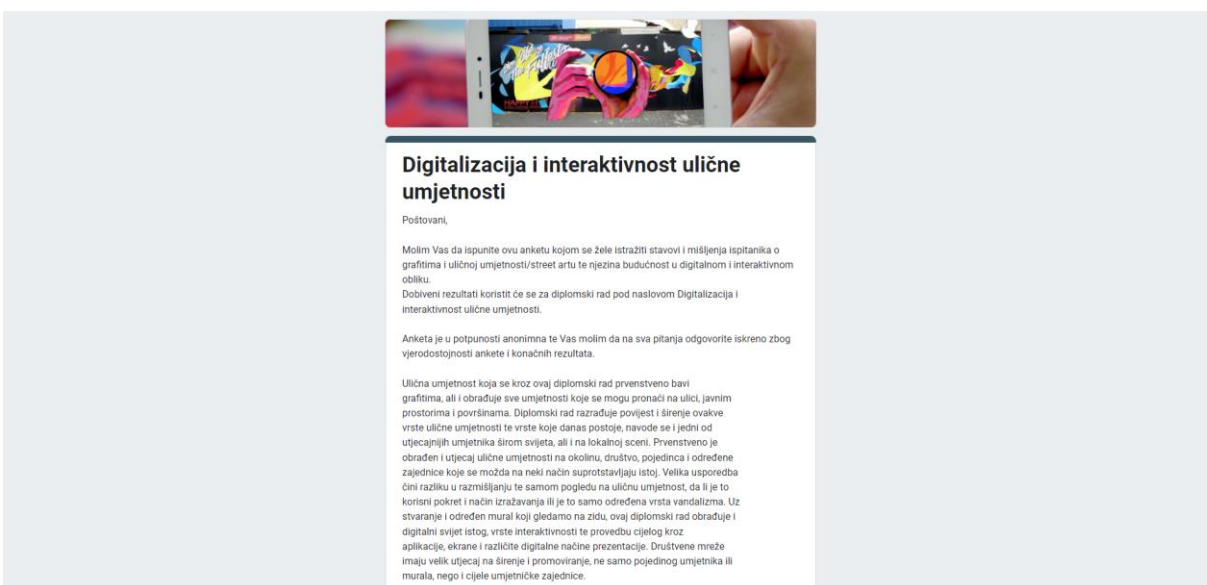 HAPPY
Digitalizacija i interaktivnost ulične
umjetnosti
Poštovani,
Molim Vas da ispunite ovu anketu kojom se žele istražiti stavovi i mišljenja ispitanika o
grafitima i uličnoj umjetnosti/street artu te njezina budućnost u digitalnom i interaktivnom
obliku.
Dobiveni rezultati koristit će se za diplomski rad pod naslovom Digitalizacija i
interaktivnost ulične umjetnosti.
Anketa je u potpunosti anonimna te Vas molim da na sva pitanja odgovorite iskreno zbog
vjerodostojnosti ankete i konačnih rezultata.
Ulična umjetnost koja se kroz ovaj diplomski rad prvenstveno bavi
grafitima, ali i obrađuje sve umjetnosti koje se mogu pronaći na ulici, javnim
prostorima i površinama. Diplomski rad razrađuje povijest i širenje ovakve
vrste ulične umjetnosti te vrste koje danas postoje, navode se i jedni od
utjecajnijih umjetnika širom svijeta, ali i na lokalnoj sceni. Prvenstveno je
obrađen i utjecaj ulične umjetnosti na okolinu, društvo, pojedinca i određene
zajednice koje se možda na neki način suprotstavljaju istoj. Velika usporedba
čini razliku u razmišljanju te samom pogledu na uličnu umjetnost, da li je to
korisni pokret i način izražavanja ili je to samo određena vrsta vandalizma. Uz
stvaranje i određen mural koji gledamo na zidu, ovaj diplomski rad obrađuje i
digitalni svijet istog, vrste interaktivnosti te provedbu cijelog kroz
aplikacije, ekrane i različite digitalne načine prezentacije. Društvene mreže
imaju velik utjecaj na širenje i promoviranje, ne samo pojedinog umjetnika ili
murala, nego i cijele umjetničke zajednice.